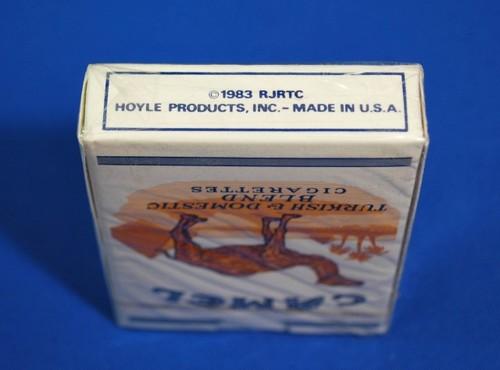 ©1983 RJRTC
HOYLE PRODUCTS, INC. - MADE IN U.S.A.
CAMEL
TURKISH & DOMESTIC
BLEND
CIGARETTES